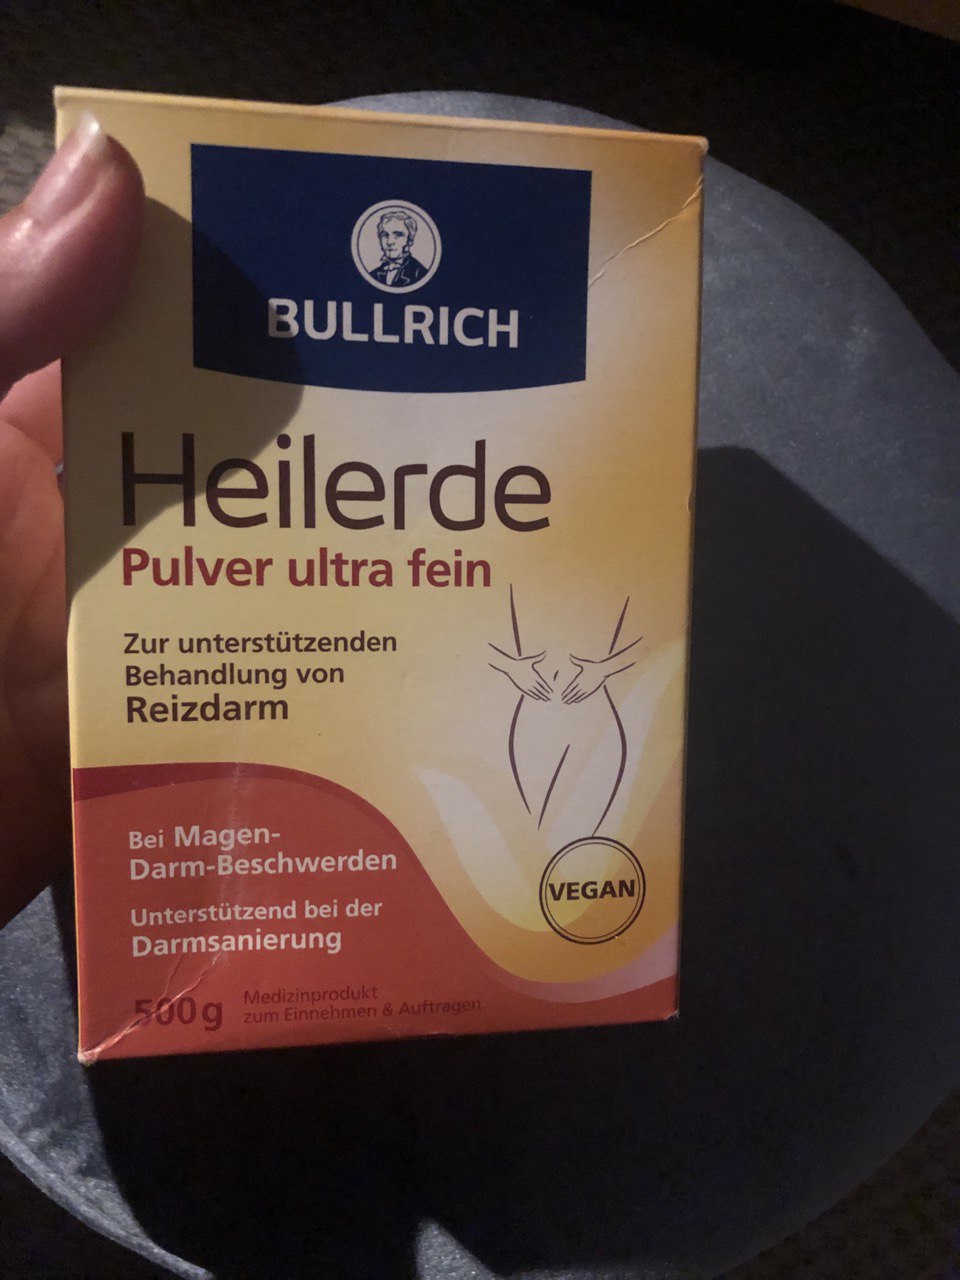 BULLRICH
Heilerde
Pulver ultra fein
Zur unterstützenden
Behandlung von
Reizdarm
Bei Magen-
Darm-Beschwerden
Unterstützend bei der
Darmsanierung
VEGAN
500g
Medizinprodukt
zum Einnehmen & Auftragen